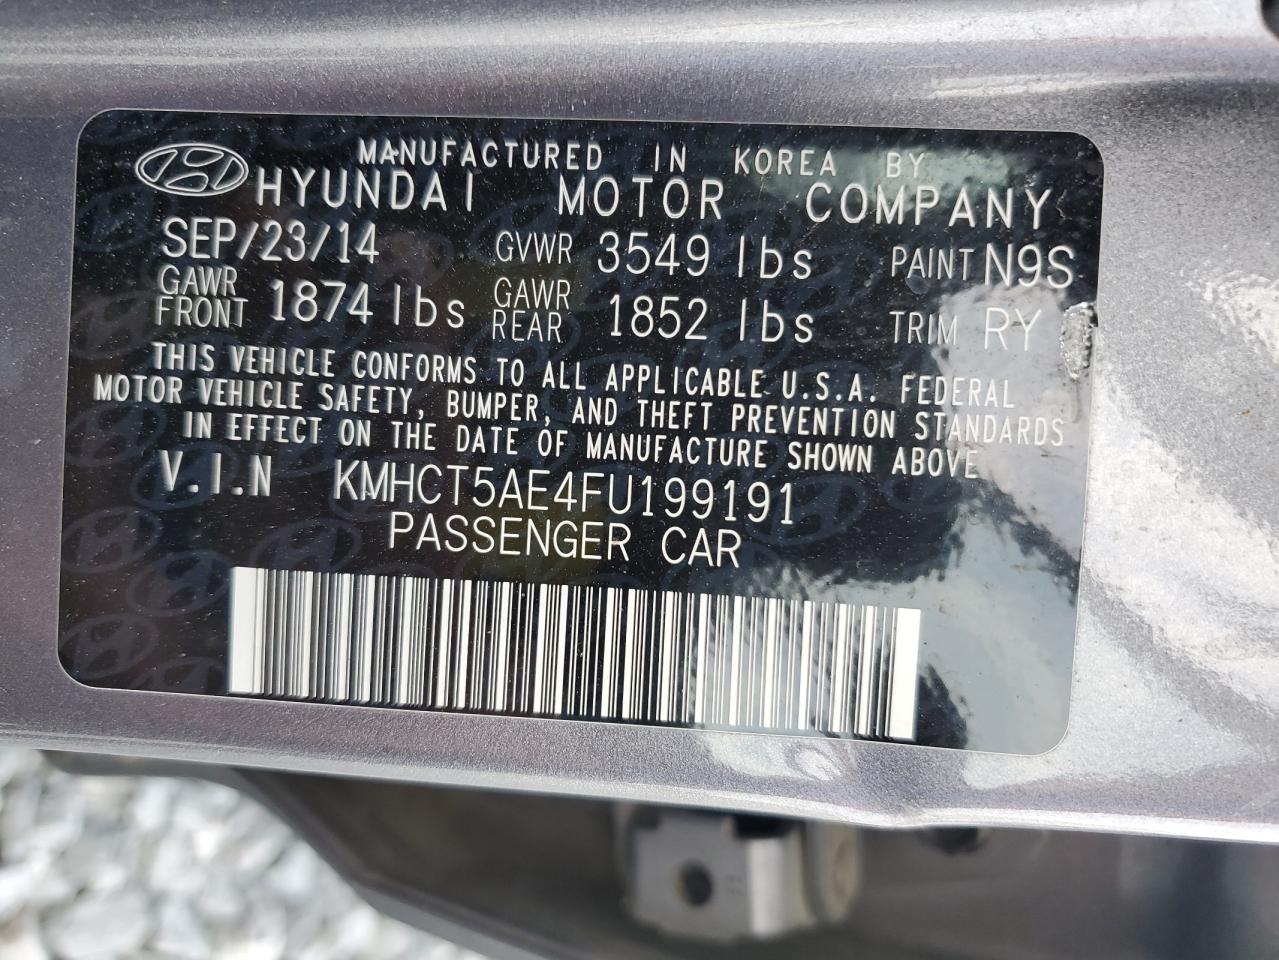 MANUFACTURED IN KOREA BY
HYUNDAI MOTOR COMPANY
SEP/23/14 GVWR 3549 lbs PAINT N9S
GAWR FRONT 1874 lbs GAWR REAR 1852 lbs TRIM RY
THIS VEHICLE CONFORMS TO ALL APPLICABLE U.S.A. FEDERAL
MOTOR VEHICLE SAFETY, BUMPER, AND THEFT PREVENTION STANDARDS
IN EFFECT ON THE DATE OF MANUFACTURE SHOWN ABOVE
V.I.N KMHCT5AE4FU199191
PASSENGER CAR